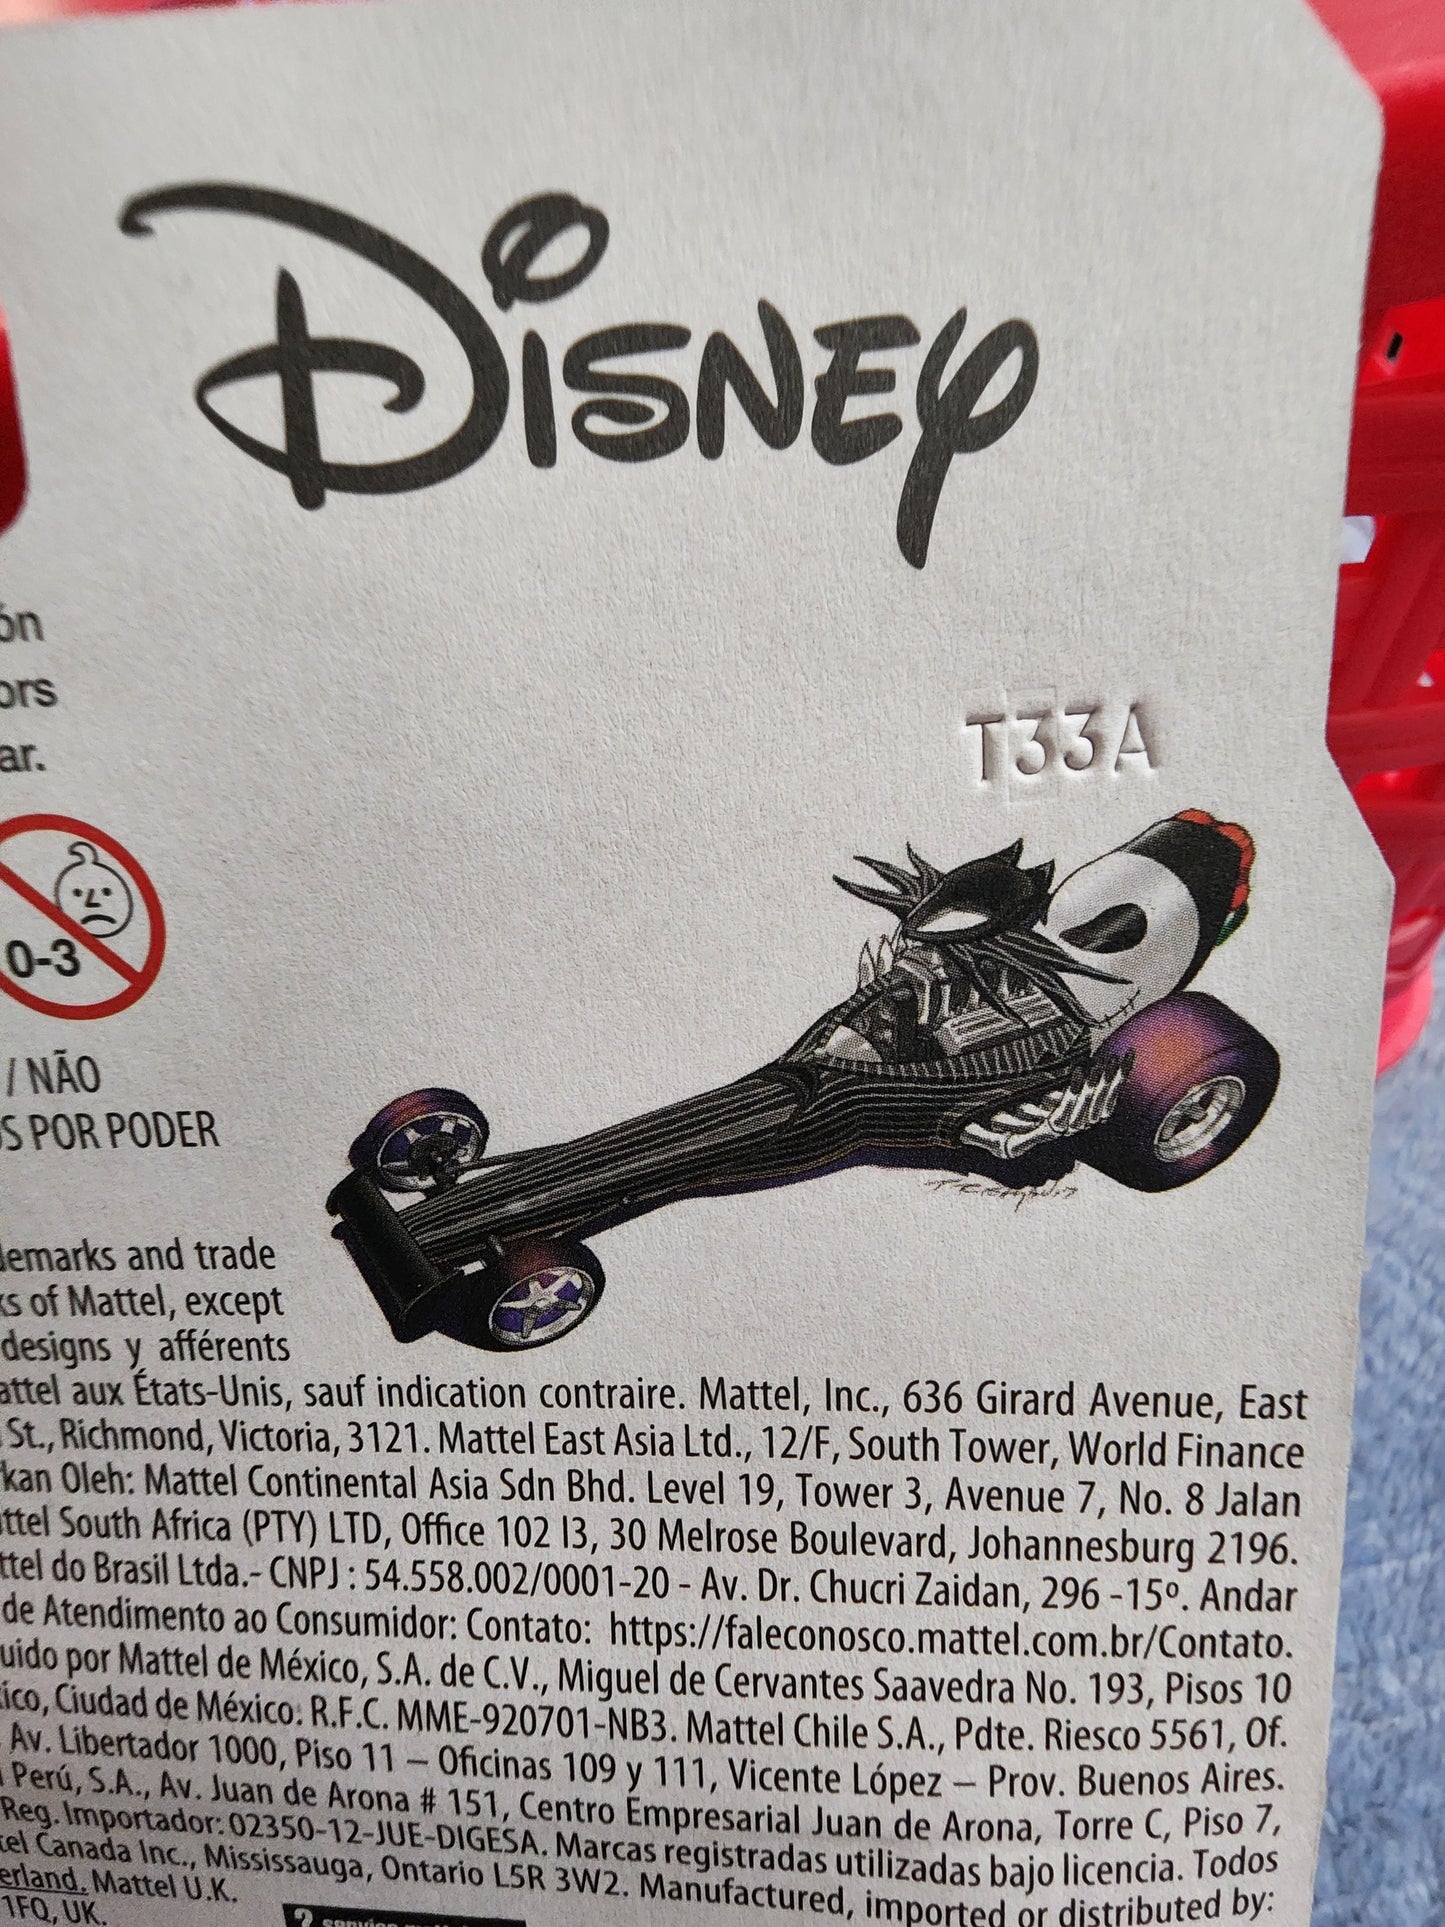 DISNEY
ón
ors
ar.
T33A
0-3
/ NÃO
S POR PODER
demarks and trade
ks of Mattel, except
designs y afférents
attel aux États-Unis, sauf indication contraire. Mattel, Inc., 636 Girard Avenue, East
St., Richmond, Victoria, 3121. Mattel East Asia Ltd., 12/F, South Tower, World Finance
kan Oleh: Mattel Continental Asia Sdn Bhd. Level 19, Tower 3, Avenue 7, No. 8 Jalan
ttel South Africa (PTY) LTD, Office 102 I3, 30 Melrose Boulevard, Johannesburg 2196.
ttel do Brasil Ltda.- CNPJ : 54.558.002/0001-20 - Av. Dr. Chucri Zaidan, 296 -15º. Andar
de Atendimento ao Consumidor: Contato: https://faleconosco.mattel.com.br/Contato.
uido por Mattel de México, S.A. de C.V., Miguel de Cervantes Saavedra No. 193, Pisos 10
ico, Ciudad de México. R.F.C. MME-920701-NB3. Mattel Chile S.A., Pdte. Riesco 5561, Of.
Av. Libertador 1000, Piso 11 – Oficinas 109 y 111, Vicente López – Prov. Buenos Aires.
Perú, S.A., Av. Juan de Arona # 151, Centro Empresarial Juan de Arona, Torre C, Piso 7,
Reg. Importador: 02350-12-JUE-DIGESA. Marcas registradas utilizadas bajo licencia. Todos
tel Canada Inc., Mississauga, Ontario L5R 3W2. Manufactured, imported or distributed by:
erland. Mattel U.K.
1FQ, UK.